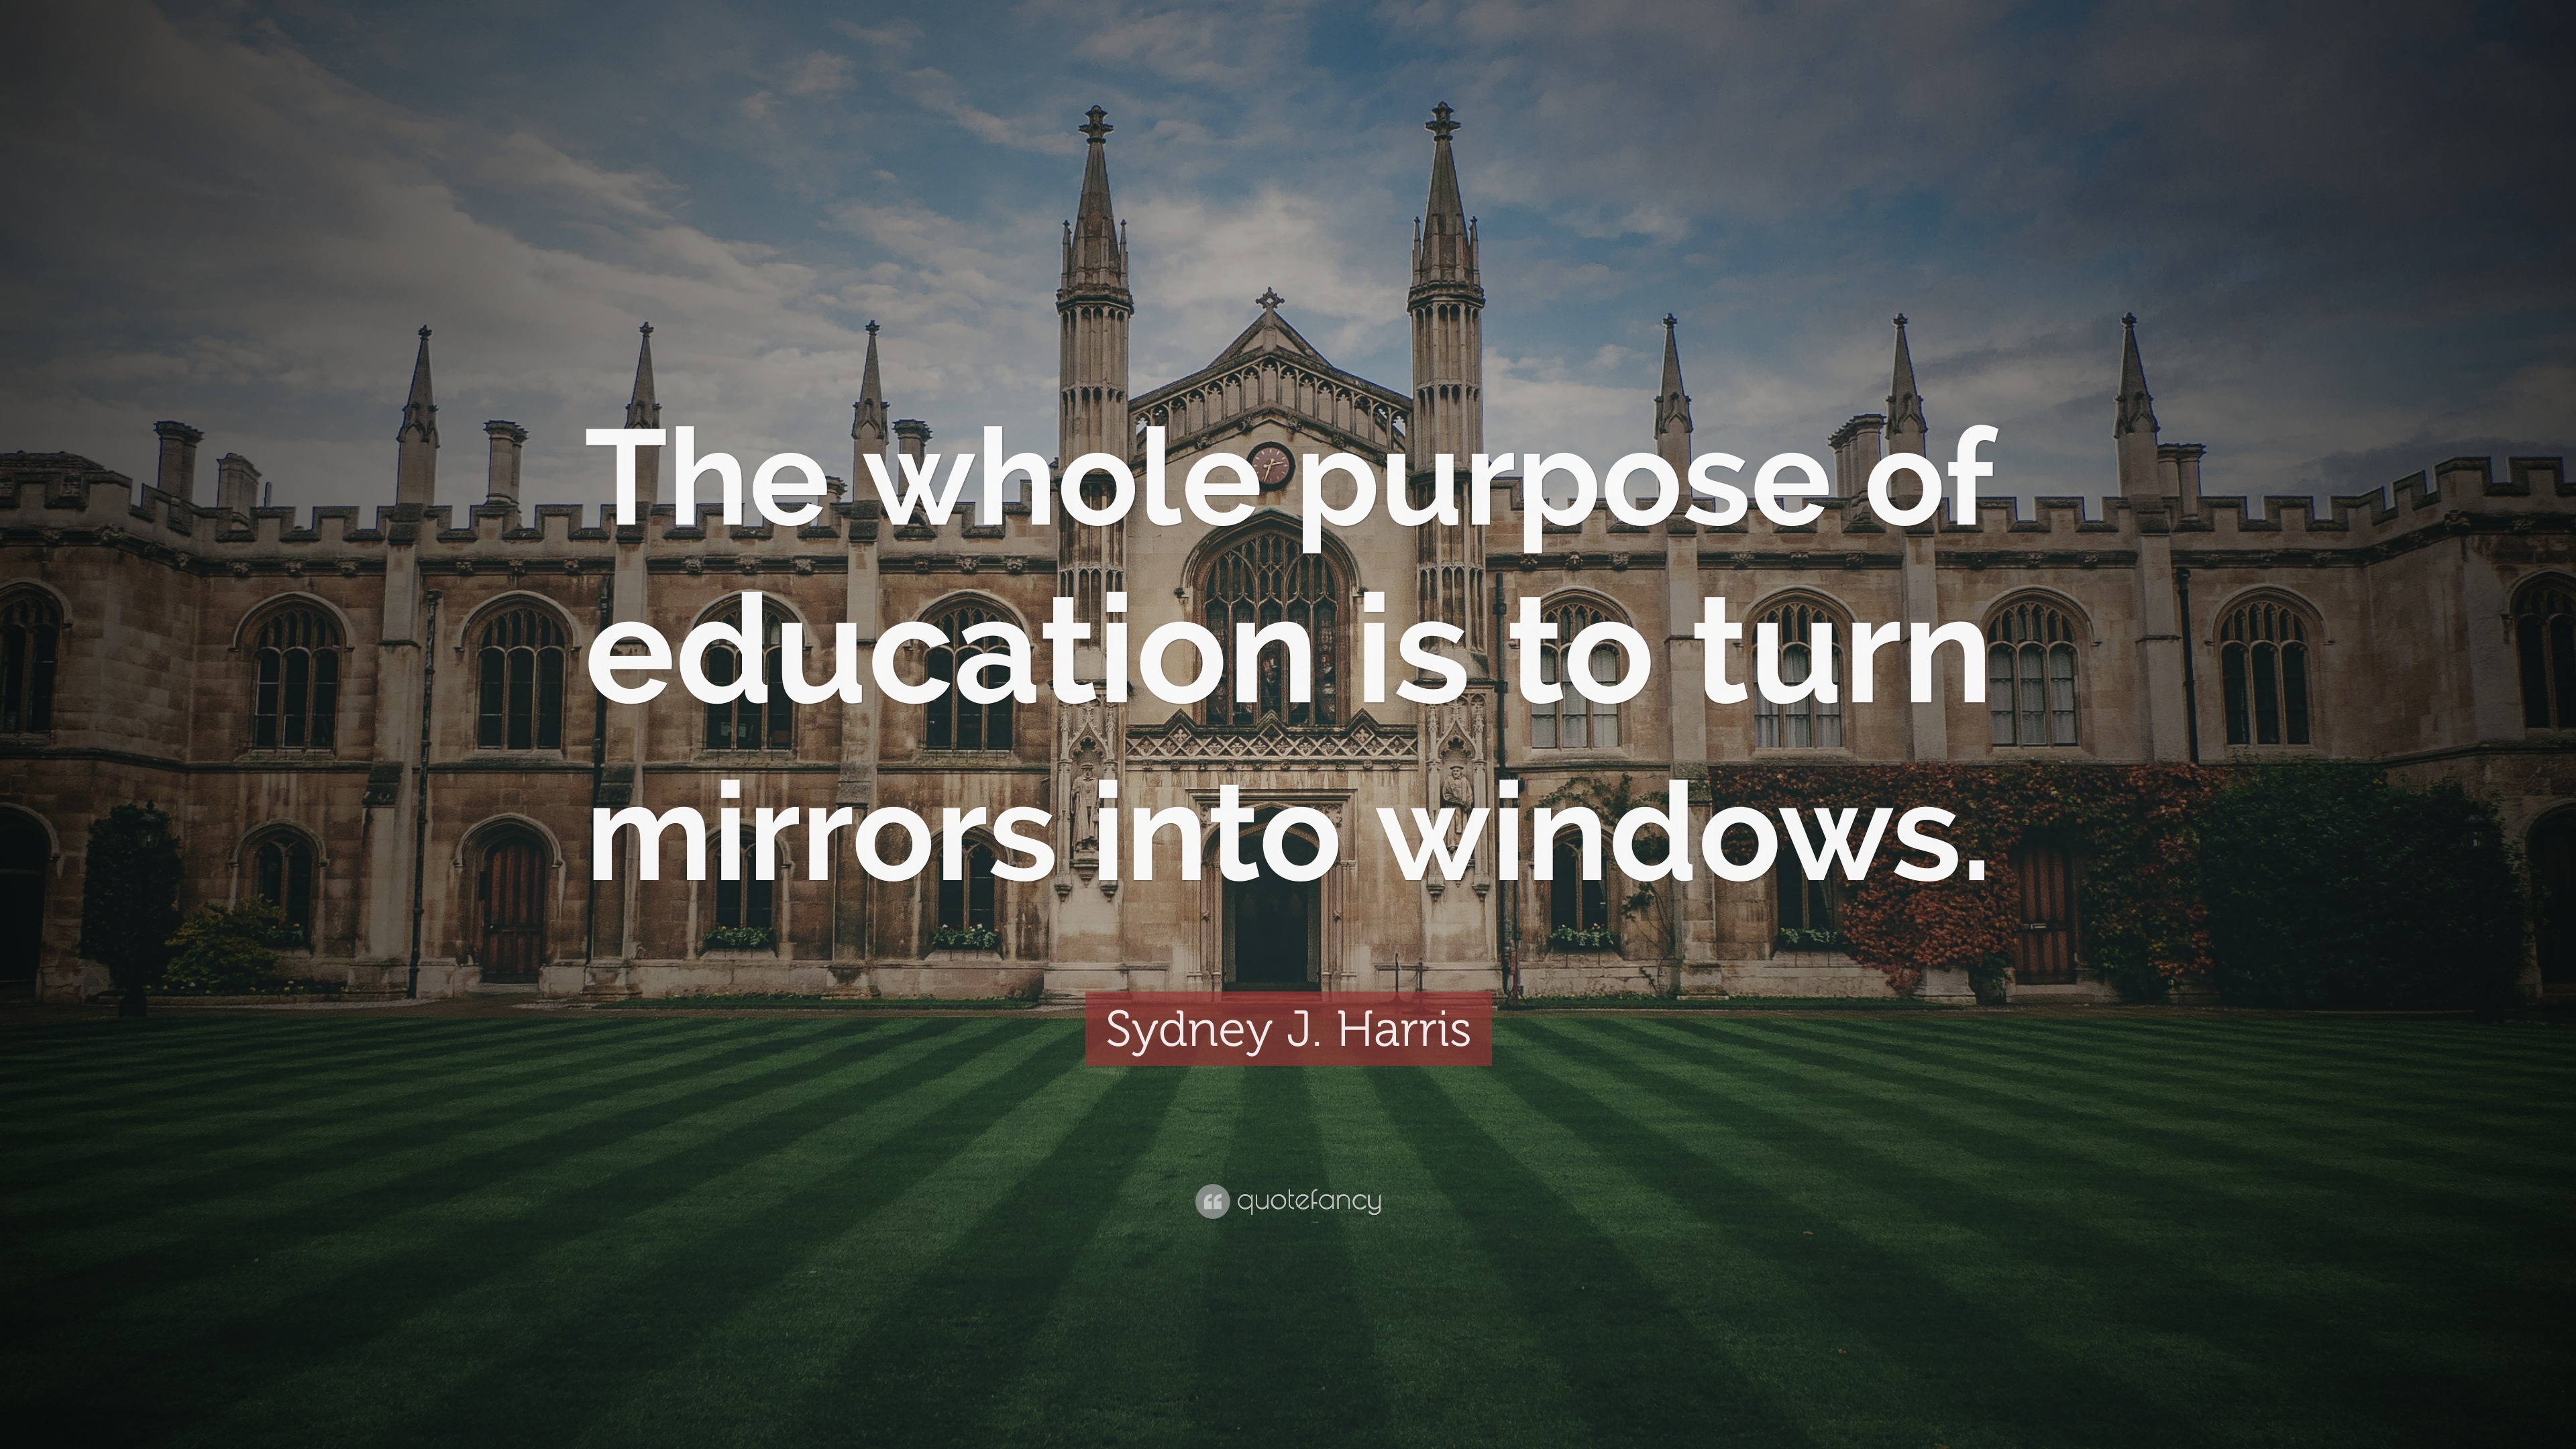 The whole purpose of
education is to turn
mirrors into windows.
Sydney J. Harris
quotefancy